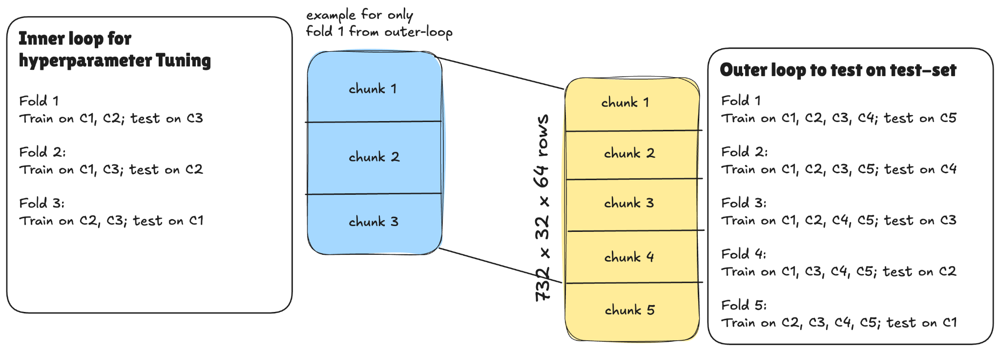 Inner loop for
hyperparameter Tuning
Fold 1
Train on C1, C2; test on C3
Fold 2:
Train on C1, C3; test on C2
Fold 3:
Train on C2, C3; test on C1
example for only
fold 1 from outer-loop
chunk 1
chunk 2
chunk 3
732 x 32 x 64 rows
chunk 1
chunk 2
chunk 3
chunk 4
chunk 5
Outer loop to test on test-set
Fold 1
Train on C1, C2, C3, C4; test on C5
Fold 2:
Train on C1, C2, C3, C5; test on C4
Fold 3:
Train on C1, C2, C4, C5; test on C3
Fold 4:
Train on C1, C3, C4, C5; test on C2
Fold 5:
Train on C2, C3, C4, C5; test on C1